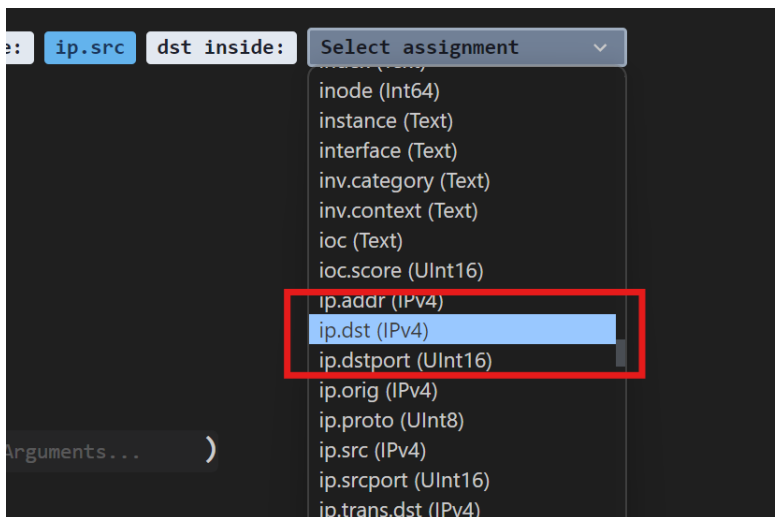 e: ip.src dst inside: Select assignment
index (Text)
inode (Int64)
instance (Text)
interface (Text)
inv.category (Text)
inv.context (Text)
ioc (Text)
ioc.score (UInt16)
ip.addr (IPv4)
ip.dst (IPv4)
ip.dstport (UInt16)
ip.orig (IPv4)
ip.proto (UInt8)
Arguments... )
ip.src (IPv4)
ip.srcport (UInt16)
ip.trans.dst (IPv4)